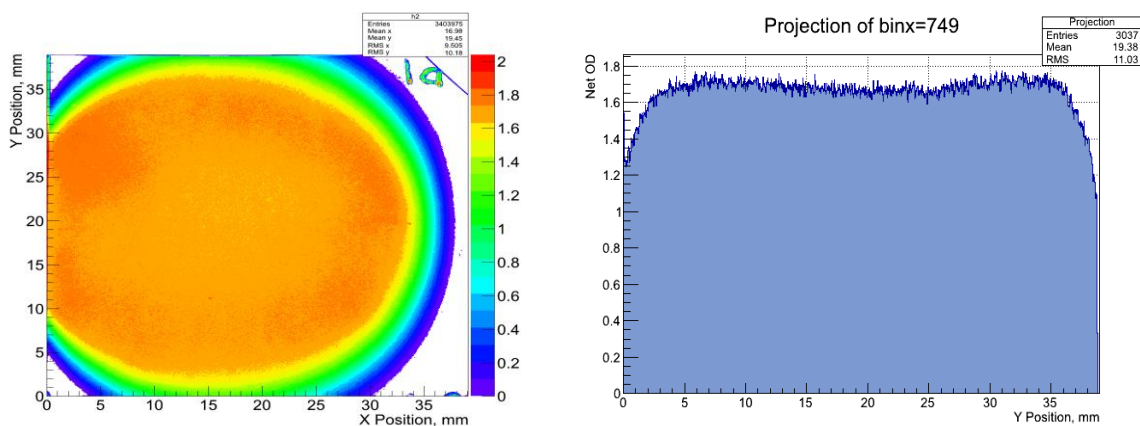 h2
Entries 3403975
Mean x 16.98
Mean y 19.45
RMS x 9.505
RMS y 10.18
Y Position, mm
35
30
25
20
15
10
5
0
0 5 10 15 20 25 30 35
X Position, mm
2
1.8
1.6
1.4
1.2
1
0.8
0.6
0.4
0.2
0
Projection of binx=749
Projection
Entries 3037
Mean 19.38
RMS 11.03
Net OD
1.8
1.6
1.4
1.2
1
0.8
0.6
0.4
0.2
0
0 5 10 15 20 25 30 35
Y Position, mm